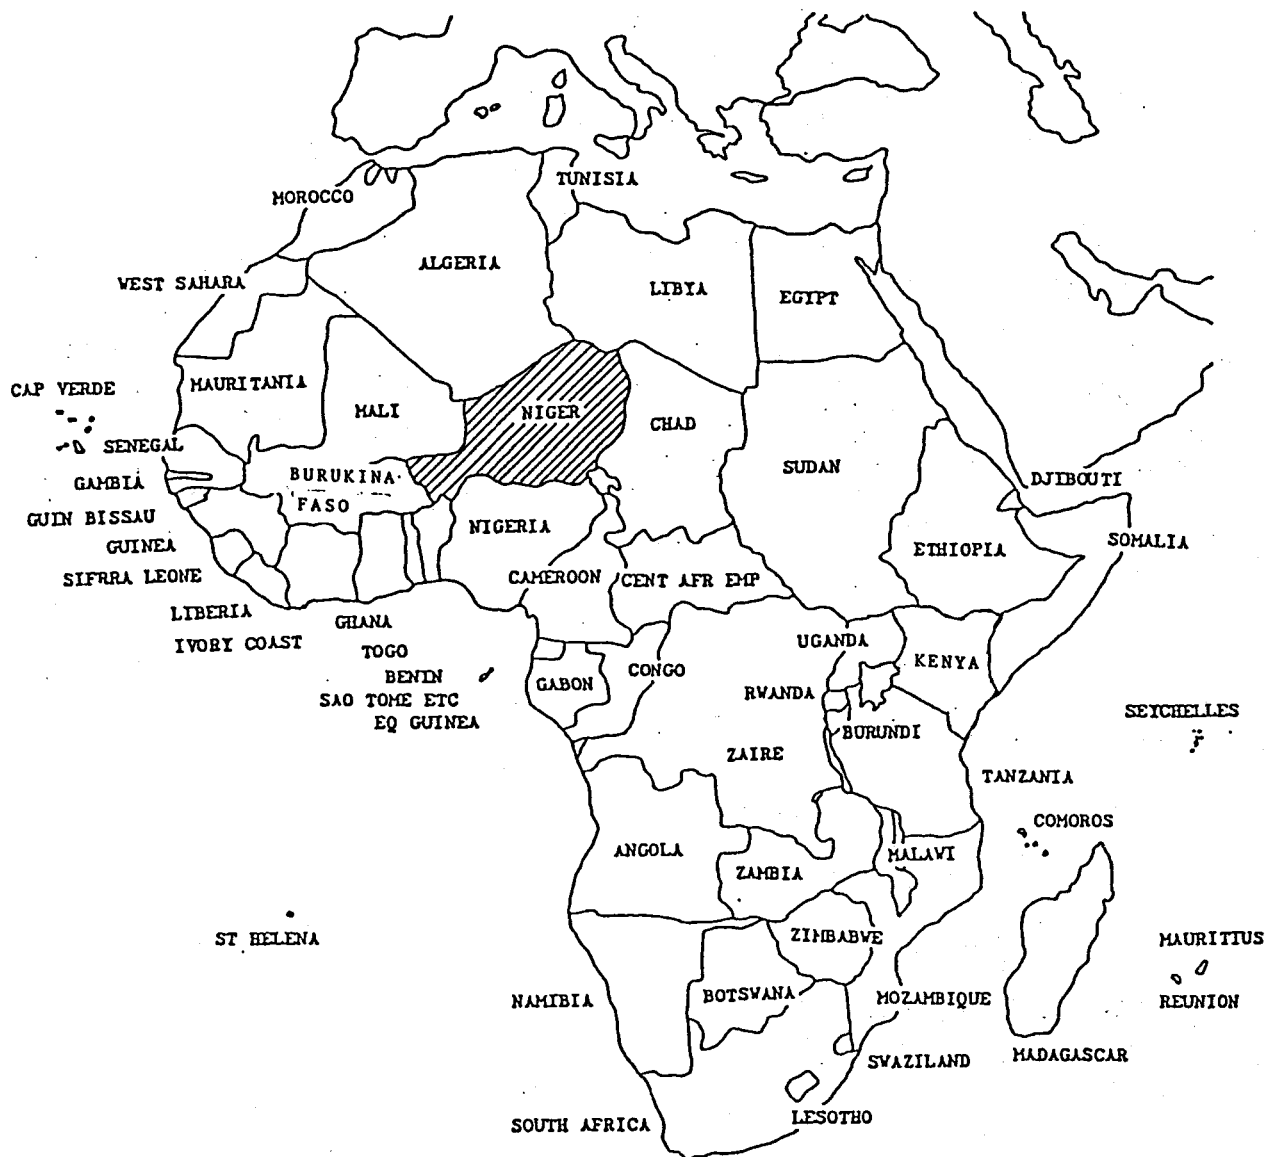 TUNISIA
MOROCCO
ALGERIA
WEST SAHARA
LIBYA
EGYPT
CAP VERDE
MAURITANIA
MALI
NIGER
CHAD
SENEGAL
SUDAN
GAMBIA
BURUKINA
FASO
DJIBOUTI
GUIN BISSAU
NIGERIA
GUINEA
ETHIOPIA
SOMALIA
SIFRRA LEONE
CAMEROON
CENT AFR EMP
LIBERIA
GHANA
IVORY COAST
UGANDA
TOGO
KENYA
BENIN
GABON
CONGO
RWANDA
SAO TOME ETC
EQ GUINEA
SEYCHELLES
BURUNDI
ZAIRE
TANZANIA
COMOROS
ANGOLA
MALAWI
ZAMBIA
ST HELENA
ZIMBABWE
MAURITTUS
NAMIBIA
BOTSWANA
MOZAMBIQUE
REUNION
MADAGASCAR
SWAZILAND
SOUTH AFRICA
LESOTHO